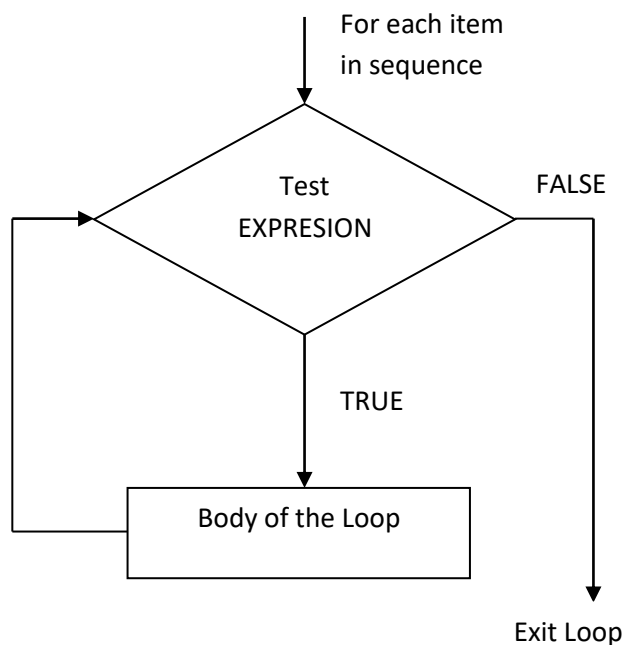 For each item
in sequence
Test
EXPRESION
FALSE
TRUE
Body of the Loop
Exit Loop